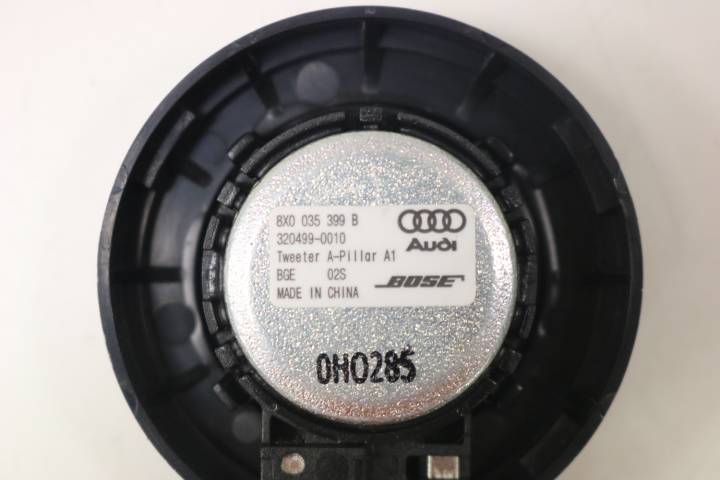 8X0 035 399 B
320499-0010
Audi
Tweeter A-Pillar A1
BGE 02S
BOSE
MADE IN CHINA
0H0285